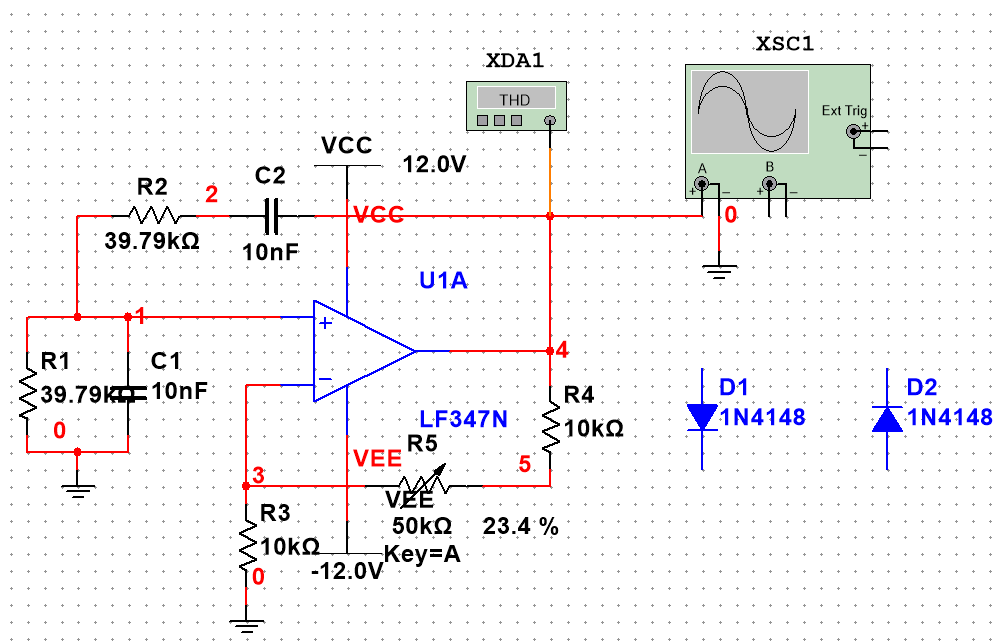 XSC1
XDA1
THD
Ext Trig
+
−
A
B
+
−
+
−
0
VCC
12.0V
R2
2
C2
VCC
39.79kΩ
10nF
U1A
1
+
−
4
R1
39.79kΩ
C1
10nF
0
LF347N
R4
10kΩ
D1
1N4148
D2
1N4148
R5
VEE
5
3
VEE
50kΩ
23.4 %
Key=A
R3
10kΩ
-12.0V
0